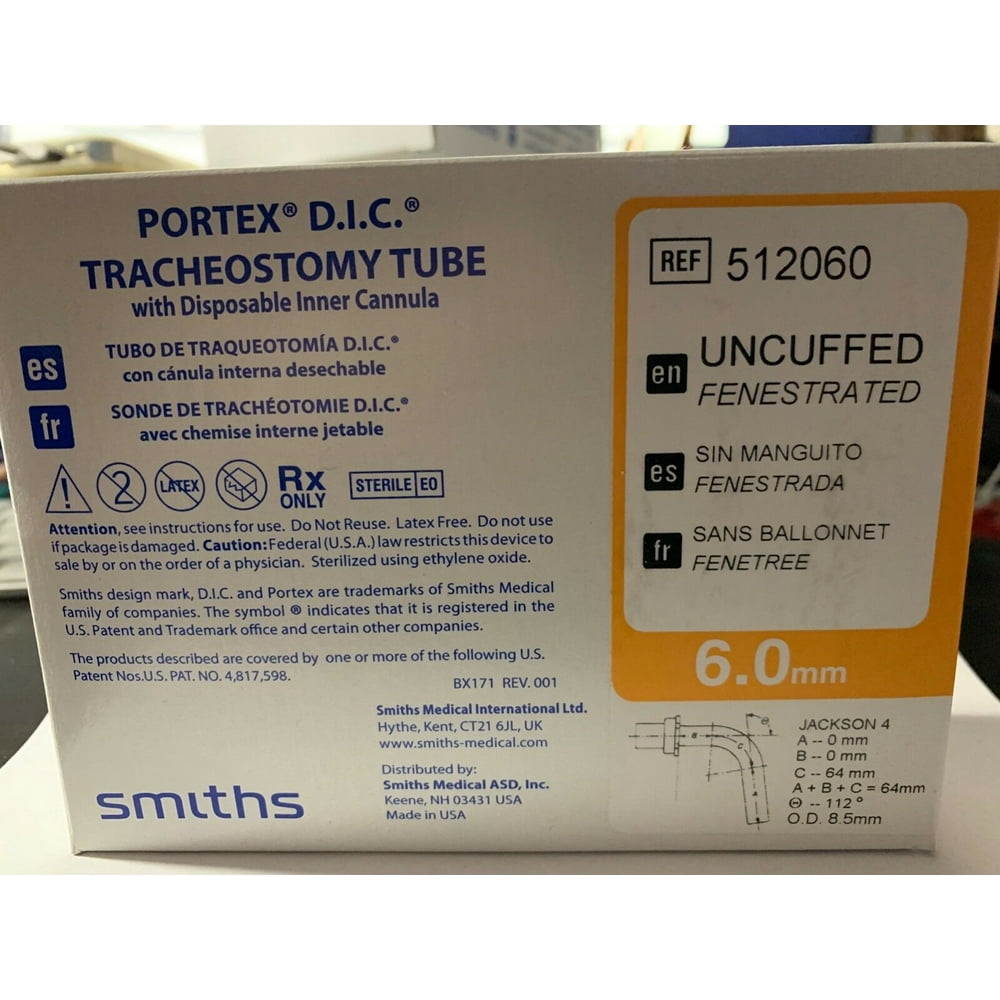 PORTEX® D.I.C.®
TRACHEOSTOMY TUBE
with Disposable Inner Cannula
es
TUBO DE TRAQUEOTOMÍA D.I.C.®
con cánula interna desechable
fr
SONDE DE TRACHÉOTOMIE D.I.C.®
avec chemise interne jetable
2
LATEX
Rx
ONLY
STERILE EO
Attention, see instructions for use. Do Not Reuse. Latex Free. Do not use
if package is damaged. Caution: Federal (U.S.A.) law restricts this device to
sale by or on the order of a physician. Sterilized using ethylene oxide.
Smiths design mark, D.I.C. and Portex are trademarks of Smiths Medical
family of companies. The symbol ® indicates that it is registered in the
U.S. Patent and Trademark office and certain other companies.
The products described are covered by one or more of the following U.S.
Patent Nos.U.S. PAT. NO. 4,817,598.
BX171 REV. 001
Smiths Medical International Ltd.
Hythe, Kent, CT21 6JL, UK
www.smiths-medical.com
Distributed by:
Smiths Medical ASD, Inc.
Keene, NH 03431 USA
Made in USA
smiths
REF 512060
en
UNCUFFED
FENESTRATED
es
SIN MANGUITO
FENESTRADA
fr
SANS BALLONNET
FENETREE
6.0mm
B
C
A
Θ
JACKSON 4
A -- 0 mm
B -- 0 mm
C -- 64 mm
A + B + C = 64mm
Θ -- 112 °
O.D. 8.5mm